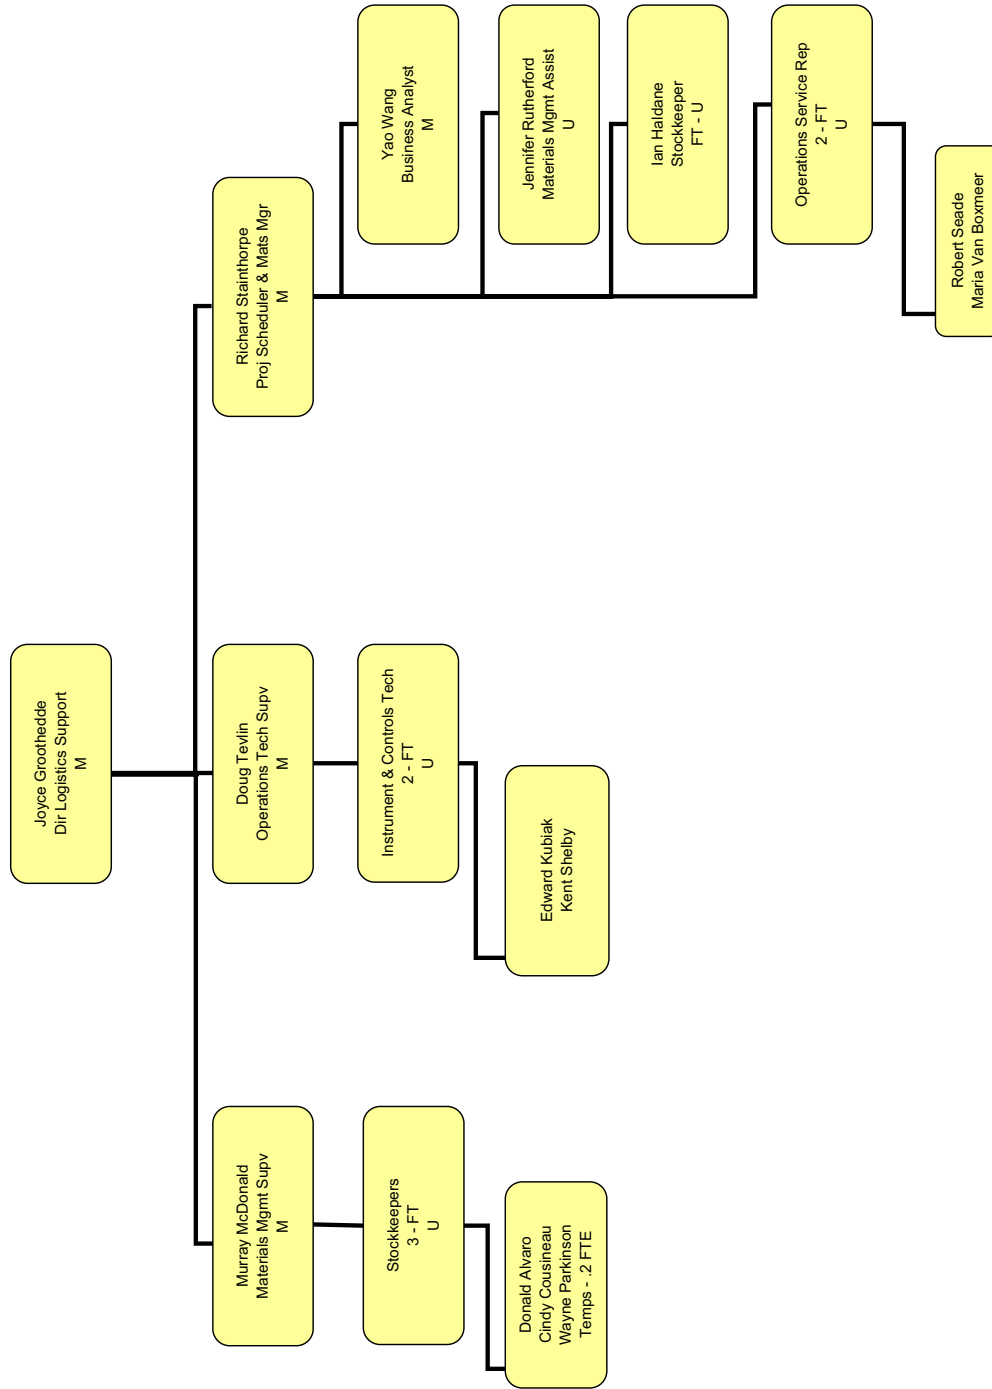 Joyce Groothedde
Dir Logistics Support
M
Murray McDonald
Materials Mgmt Supv
M
Stockkeepers
3 - FT
U
Donald Alvaro
Cindy Cousineau
Wayne Parkinson
Temps - .2 FTE
Doug Tevlin
Operations Tech Supv
M
Instrument & Controls Tech
2 - FT
U
Edward Kubiak
Kent Shelby
Richard Stainthorpe
Proj Scheduler & Mats Mgr
M
Yao Wang
Business Analyst
M
Jennifer Rutherford
Materials Mgmt Assist
U
Ian Haldane
Stockkeeper
FT - U
Operations Service Rep
2 - FT
U
Robert Seade
Maria Van Boxmeer